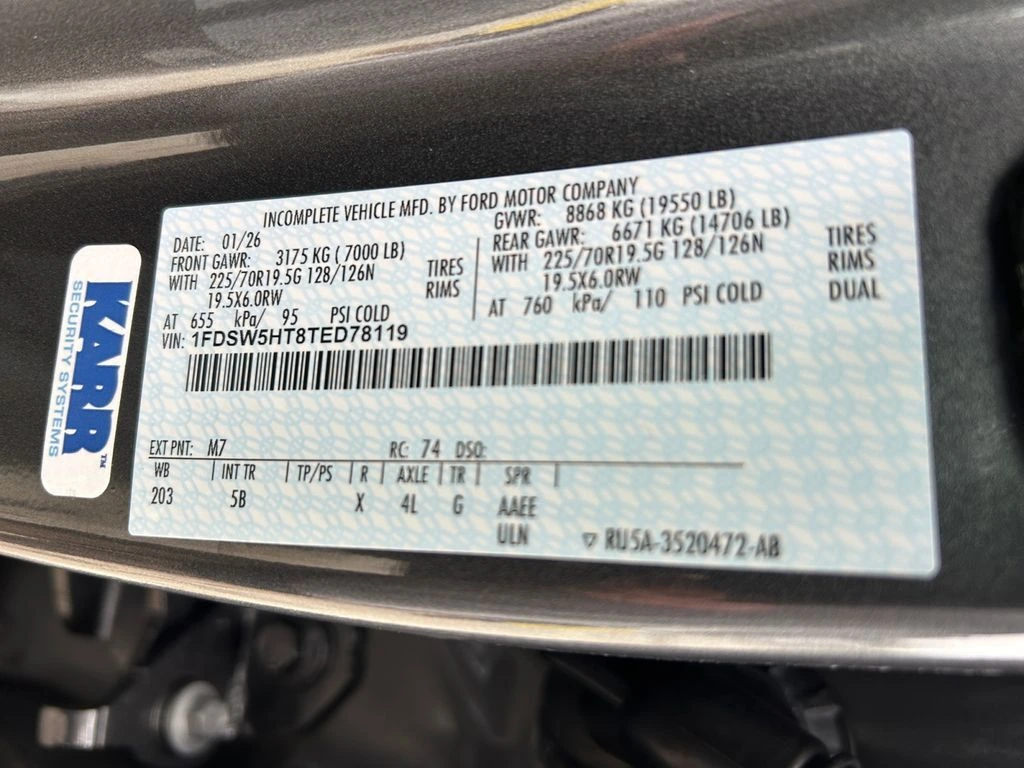 INCOMPLETE VEHICLE MFD. BY FORD MOTOR COMPANY
DATE: 01/26 GVWR: 8868 KG (19550 LB)
FRONT GAWR: 3175 KG ( 7000 LB) REAR GAWR: 6671 KG (14706 LB)
WITH 225/70R19.5G 128/126N TIRES WITH 225/70R19.5G 128/126N TIRES
19.5X6.0RW RIMS 19.5X6.0RW RIMS
AT 655 kPa/ 95 PSI COLD AT 760 kPa/ 110 PSI COLD DUAL
VIN: 1FDSW5HT8TED78119
EXT PNT: M7 RC: 74 DSO:
WB INT TR TP/PS R AXLE TR SPR
203 5B X 4L G AAEE
ULN RU5A-3520472-AB
KARR™
SECURITY SYSTEMS